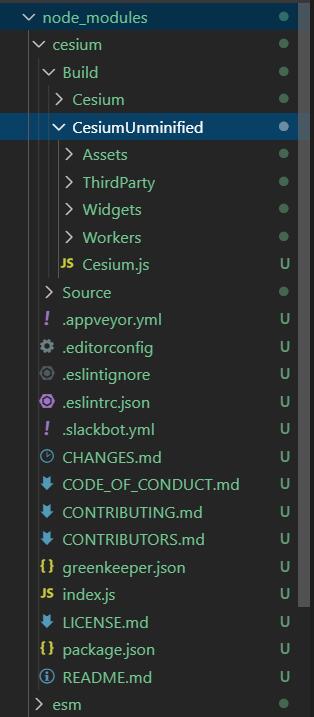 node_modules
cesium
Build
Cesium
CesiumUnminified
Assets
ThirdParty
Widgets
Workers
JS Cesium.js U
Source
! .appveyor.yml U
.editorconfig U
.eslintignore U
.eslintrc.json U
! .slackbot.yml U
CHANGES.md U
CODE_OF_CONDUCT.md U
CONTRIBUTING.md U
CONTRIBUTORS.md U
{} greenkeeper.json U
JS index.js U
LICENSE.md U
{} package.json U
README.md U
esm